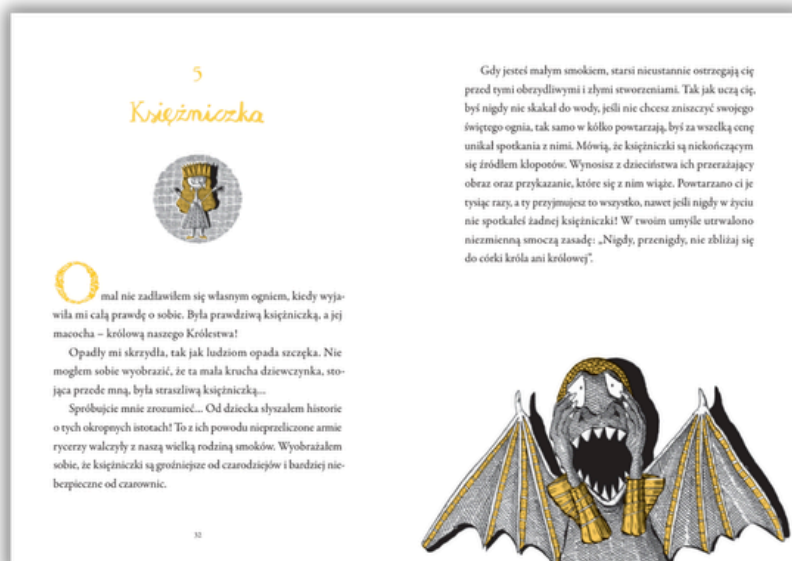 5
Księżniczka
Omal nie zadławiłem się własnym ogniem, kiedy wyja-
wiła mi całą prawdę o sobie. Była prawdziwą księżniczką, a jej
macocha – królową naszego Królestwa!
Opadły mi skrzydła, tak jak ludziom opada szczęka. Nie
mogłem sobie wyobrazić, że ta mała krucha dziewczynka, sto-
jąca przede mną, była straszliwą księżniczką...
Spróbujcie mnie zrozumieć... Od dziecka słyszałem historie
o tych okropnych istotach! To z ich powodu nieprzeliczone armie
rycerzy walczyły z naszą wielką rodziną smoków. Wyobrażałem
sobie, że księżniczki są groźniejsze od czarodziejów i bardziej nie-
bezpieczne od czarownic.
32
Gdy jesteś małym smokiem, starsi nieustannie ostrzegają cię
przed tymi obrzydliwymi i złymi stworzeniami. Tak jak uczą cię,
byś nigdy nie skakał do wody, jeśli nie chcesz zniszczyć swojego
świętego ognia, tak samo w kółko powtarzają, byś za wszelką cenę
unikał spotkania z nimi. Mówią, że księżniczki są niekończącym
się źródłem kłopotów. Wynosisz z dzieciństwa ich przerażający
obraz oraz przykazanie, które się z nim wiąże. Powtarzano ci je
tysiąc razy, a ty przyjmujesz to wszystko, nawet jeśli nigdy w życiu
nie spotkałeś żadnej księżniczki! W twoim umyśle utrwalono
niezmienną smoczą zasadę: „Nigdy, przenigdy, nie zbliżaj się
do córki króla ani królowej”.